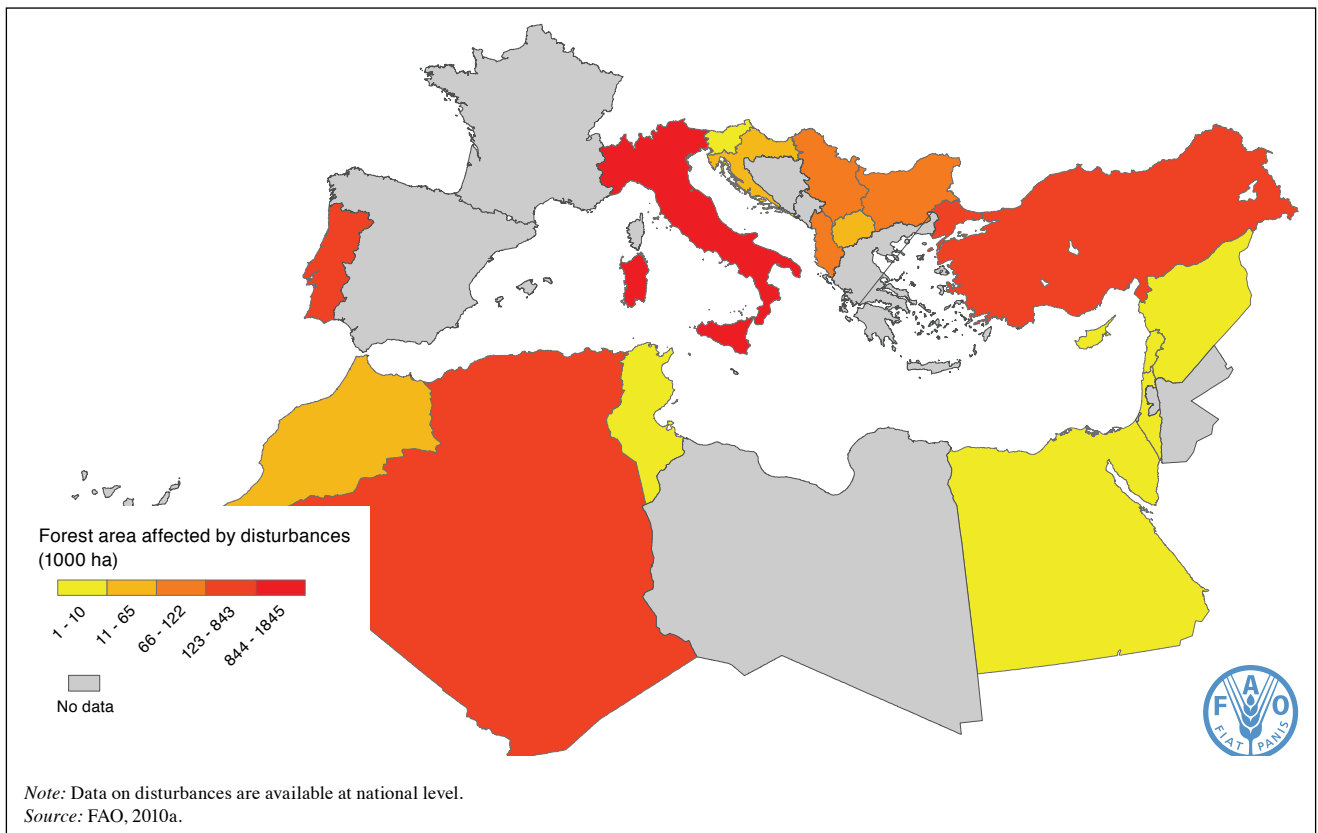 Forest area affected by disturbances
(1000 ha)
1 - 10
11 - 65
66 - 122
123 - 843
844 - 1845
No data
F A O
FIAT PANIS
Note: Data on disturbances are available at national level.
Source: FAO, 2010a.